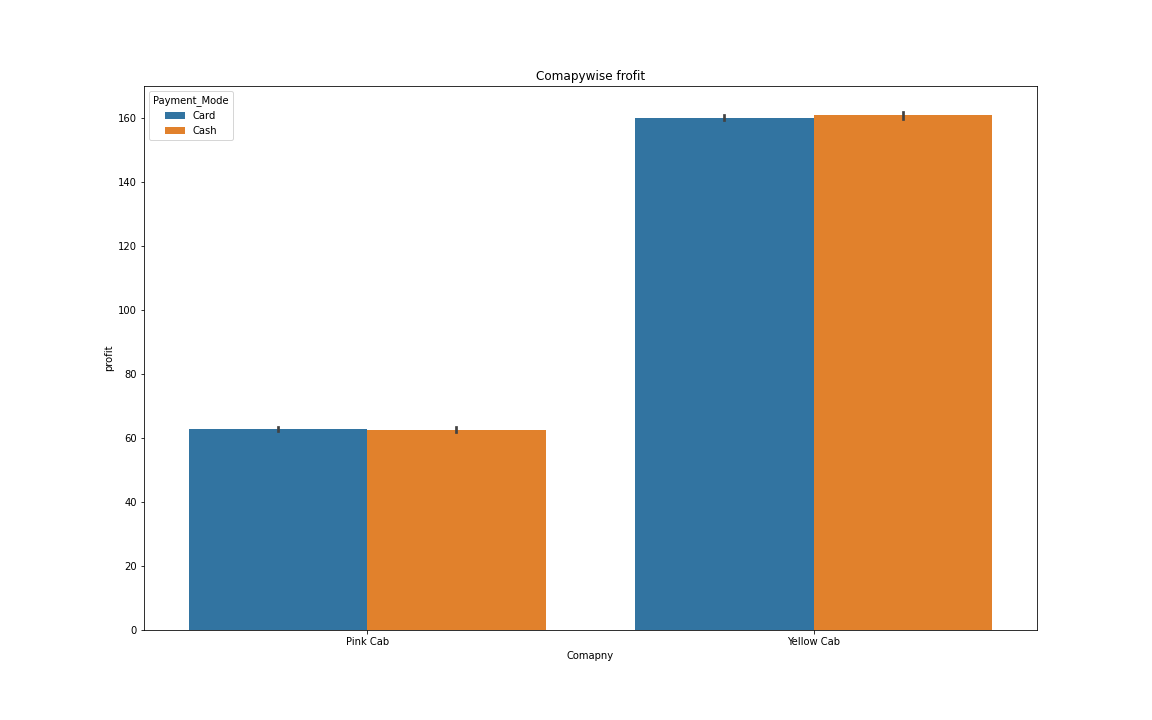 Comapywise frofit
Payment_Mode
Card
Cash
160
140
120
100
80
60
40
20
0
profit
Pink Cab
Yellow Cab
Comapny